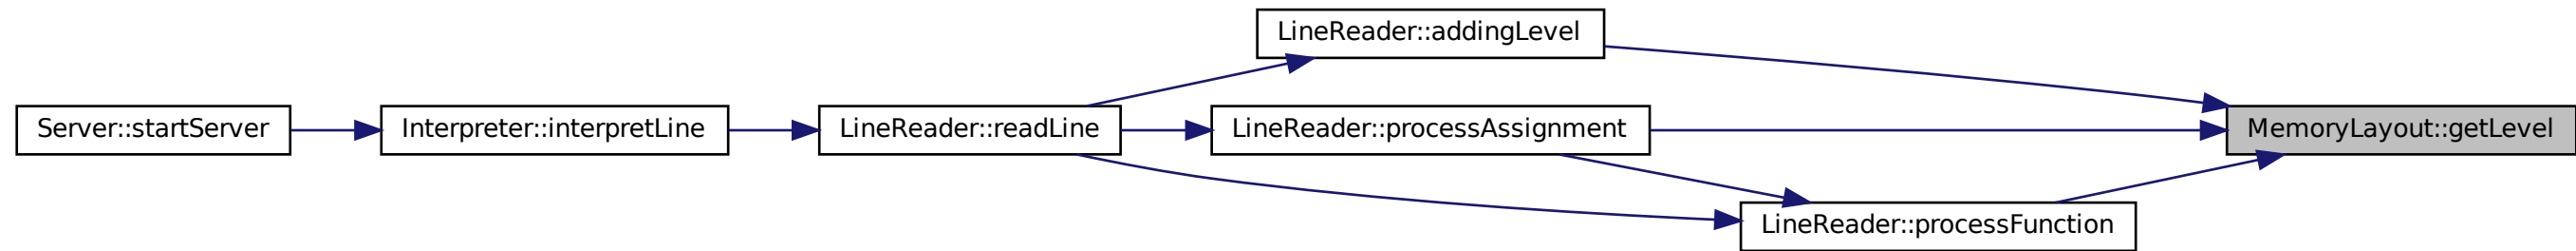 LineReader::addingLevel
Server::startServer
Interpreter::interpretLine
LineReader::readLine
LineReader::processAssignment
MemoryLayout::getLevel
LineReader::processFunction